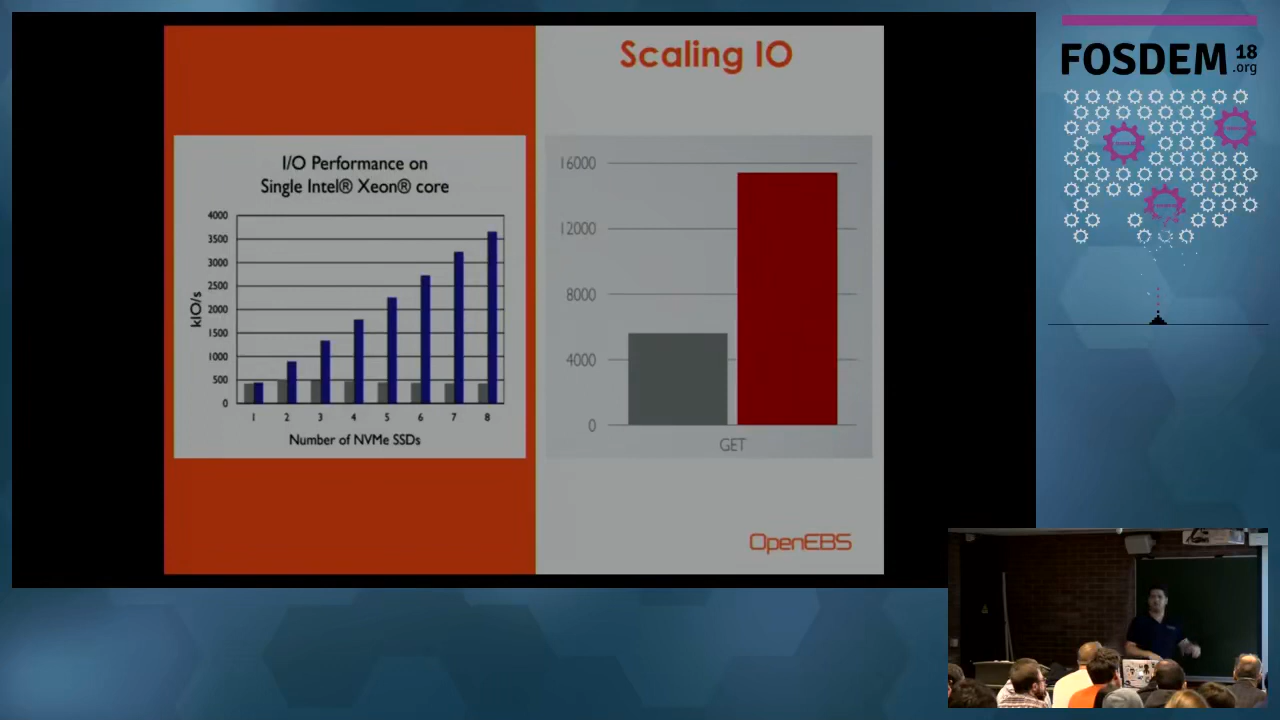 Scaling IO
I/O Performance on
Single Intel® Xeon® core
4000
3500
3000
2500
2000
1500
1000
500
0
kIO/s
1 2 3 4 5 6 7 8
Number of NVMe SSDs
16000
12000
8000
4000
0
GET
OpenEBS
FOSDEM 18
.org